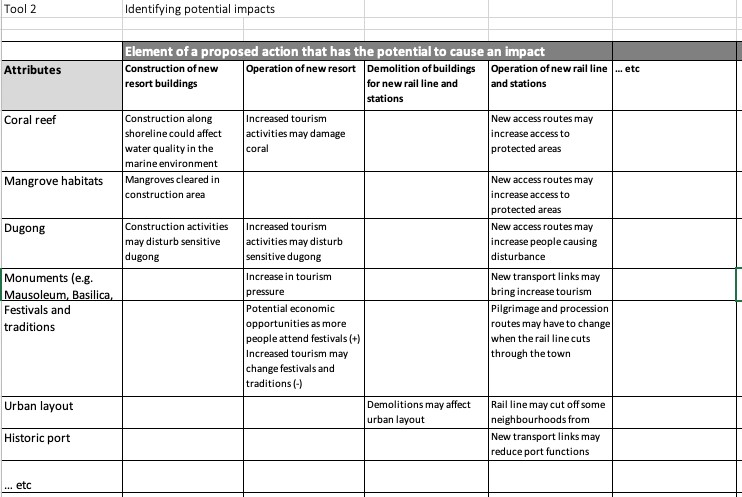 Tool 2
Identifying potential impacts
Element of a proposed action that has the potential to cause an impact
Attributes
Construction of new
resort buildings
Operation of new resort
Demolition of buildings
for new rail line and
stations
Operation of new rail line
and stations
... etc
Coral reef
Construction along
shoreline could affect
water quality in the
marine environment
Increased tourism
activities may damage
coral
New access routes may
increase access to
protected areas
Mangrove habitats
Mangroves cleared in
construction area
New access routes may
increase access to
protected areas
Dugong
Construction activities
may disturb sensitive
dugong
Increased tourism
activities may disturb
sensitive dugong
New access routes may
increase people causing
disturbance
Monuments (e.g.
Mausoleum, Basilica,
Increase in tourism
pressure
New transport links may
bring increase tourism
Festivals and
traditions
Potential economic
opportunities as more
people attend festivals (+)
Increased tourism may
change festivals and
traditions (-)
Pilgrimage and procession
routes may have to change
when the rail line cuts
through the town
Urban layout
Demolitions may affect
urban layout
Rail line may cut off some
neighbourhoods from
Historic port
New transport links may
reduce port functions
... etc